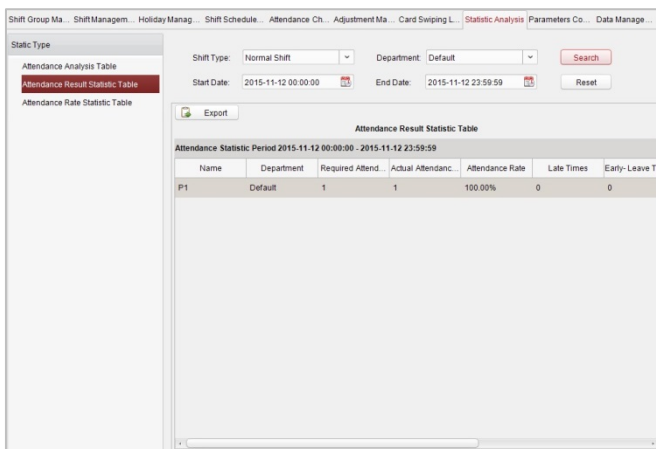 Shift Group Ma... Shift Managem... Holiday Manag... Shift Schedule... Attendance Ch... Adjustment Ma... Card Swiping L... Statistic Analysis Parameters Co... Data Manage...
Static Type
Attendance Analysis Table
Attendance Result Statistic Table
Attendance Rate Statistic Table
Shift Type: Normal Shift Department: Default Search
Start Date: 2015-11-12 00:00:00 End Date: 2015-11-12 23:59:59 Reset
Export
Attendance Result Statistic Table
Attendance Statistic Period 2015-11-12 00:00:00 - 2015-11-12 23:59:59
Name Department Required Attend... Actual Attendanc... Attendance Rate Late Times Early- Leave T
P1 Default 1 1 100.00% 0 0